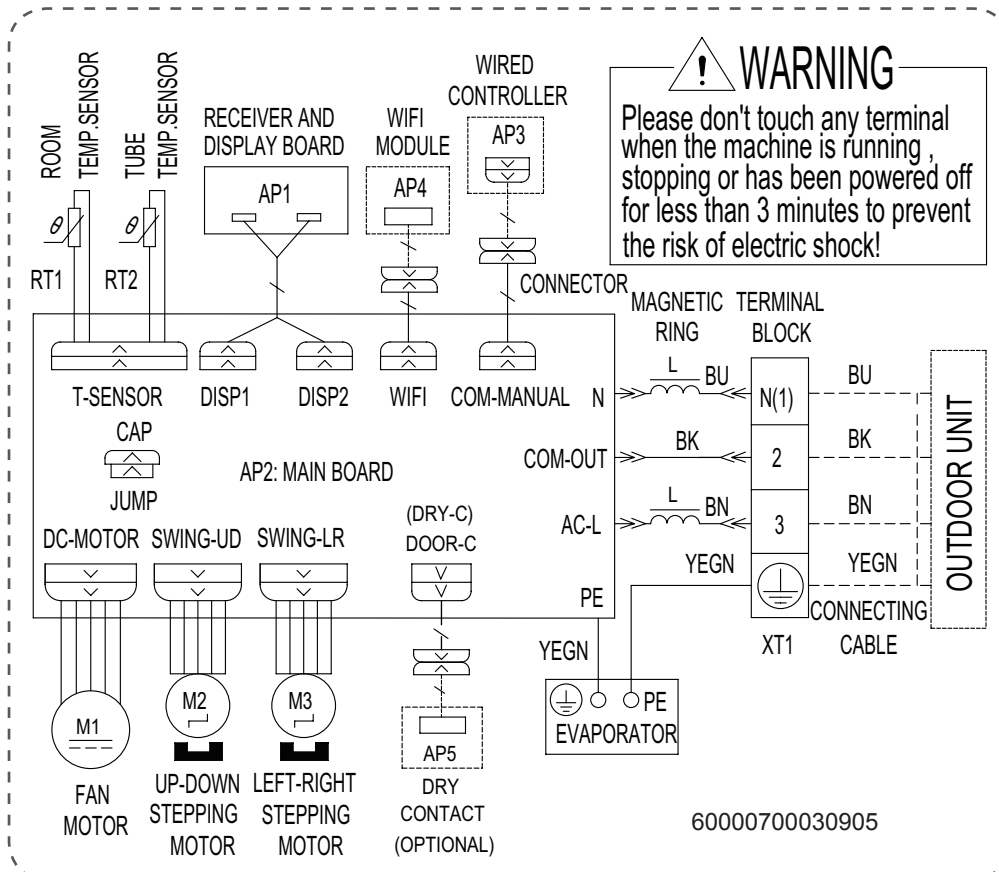 ROOM
TEMP.SENSOR
TUBE
TEMP.SENSOR
θ
θ
RT1
RT2
RECEIVER AND
DISPLAY BOARD
AP1
WIFI
MODULE
AP4
WIRED
CONTROLLER
AP3
CONNECTOR
! WARNING
Please don't touch any terminal
when the machine is running ,
stopping or has been powered off
for less than 3 minutes to prevent
the risk of electric shock!
T-SENSOR
DISP1
DISP2
WIFI
COM-MANUAL
CAP
JUMP
AP2: MAIN BOARD
N
COM-OUT
AC-L
PE
MAGNETIC
RING
TERMINAL
BLOCK
L
BU
N(1)
BU
BK
2
BK
L
BN
3
BN
YEGN
YEGN
XT1
CONNECTING
CABLE
OUTDOOR UNIT
DC-MOTOR
SWING-UD
SWING-LR
(DRY-C)
DOOR-C
YEGN
PE
EVAPORATOR
M1
FAN
MOTOR
M2
UP-DOWN
STEPPING
MOTOR
M3
LEFT-RIGHT
STEPPING
MOTOR
AP5
DRY
CONTACT
(OPTIONAL)
60000700030905